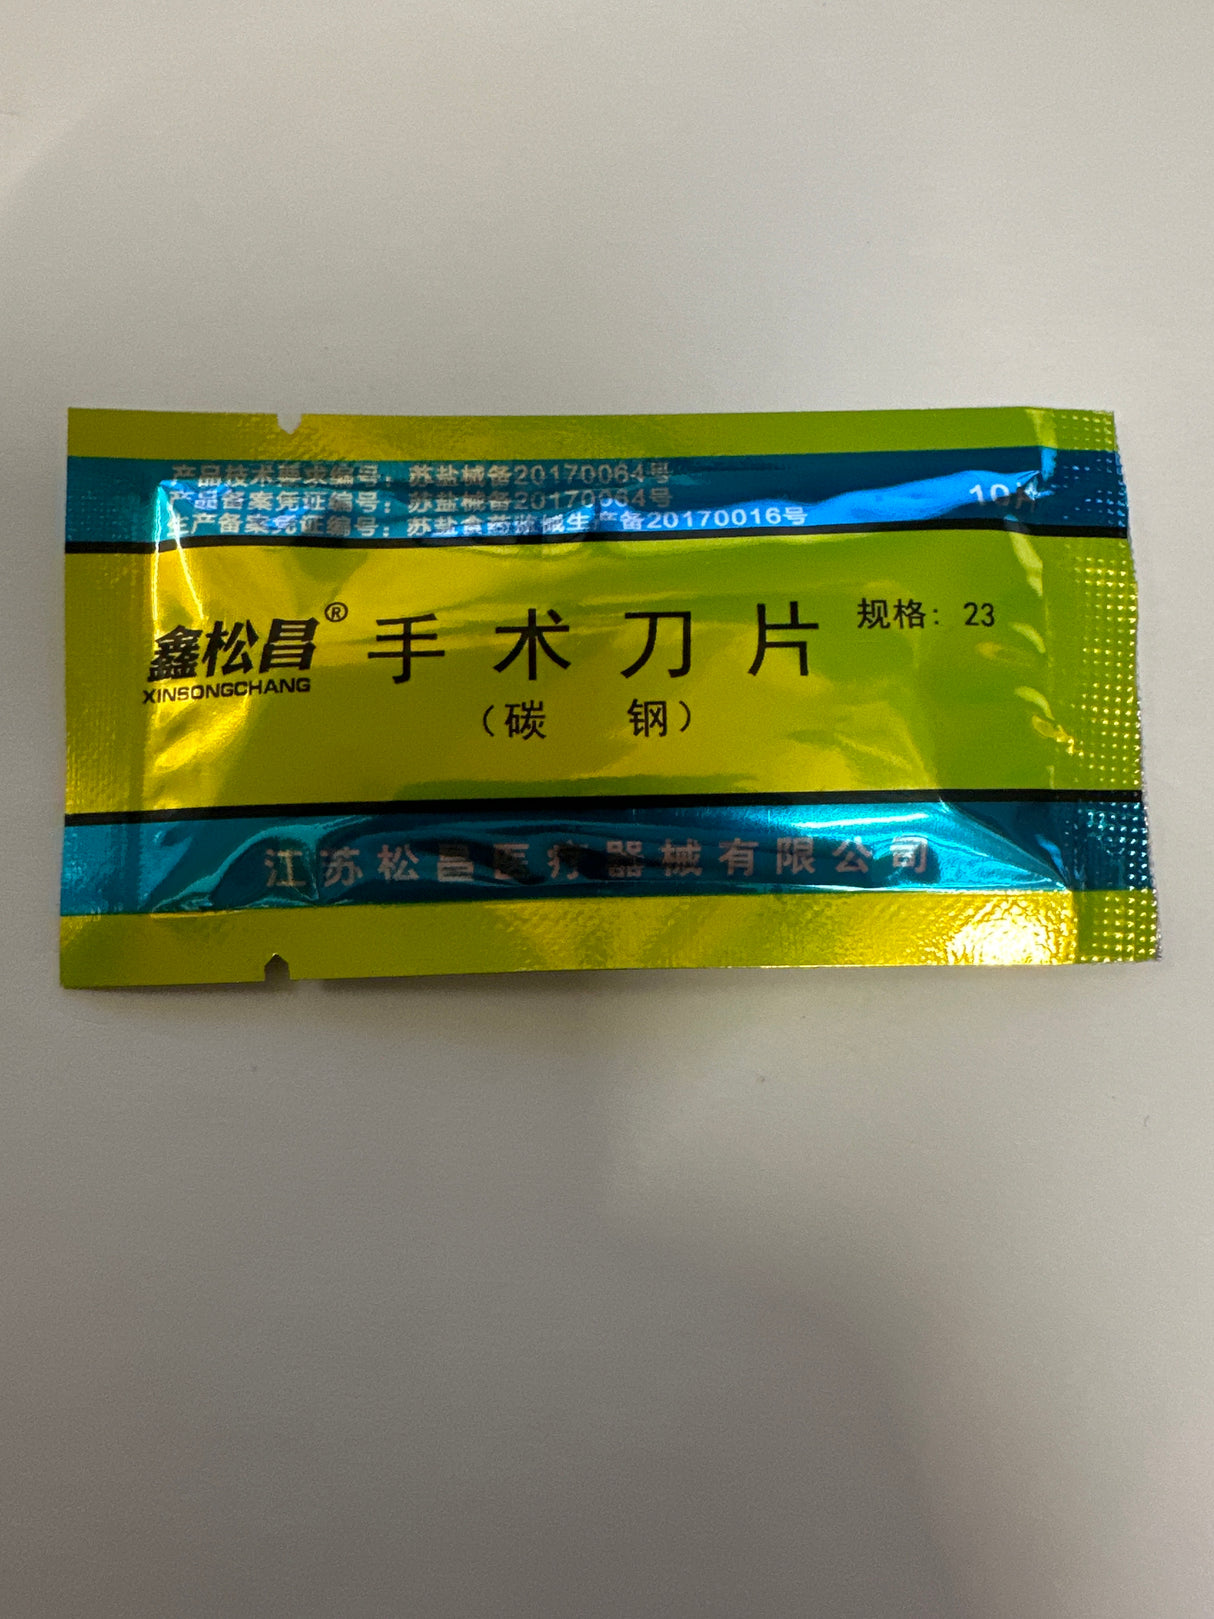 产品技术要求编号：苏盐械备20170064号
产品备案凭证编号：苏盐械备20170064号
生产备案凭证编号：苏盐食药监械生产备20170016号
10片
鑫松昌®
XINSONGCHANG
手术刀片
规格：23
（碳 钢）
江苏松昌医疗器械有限公司